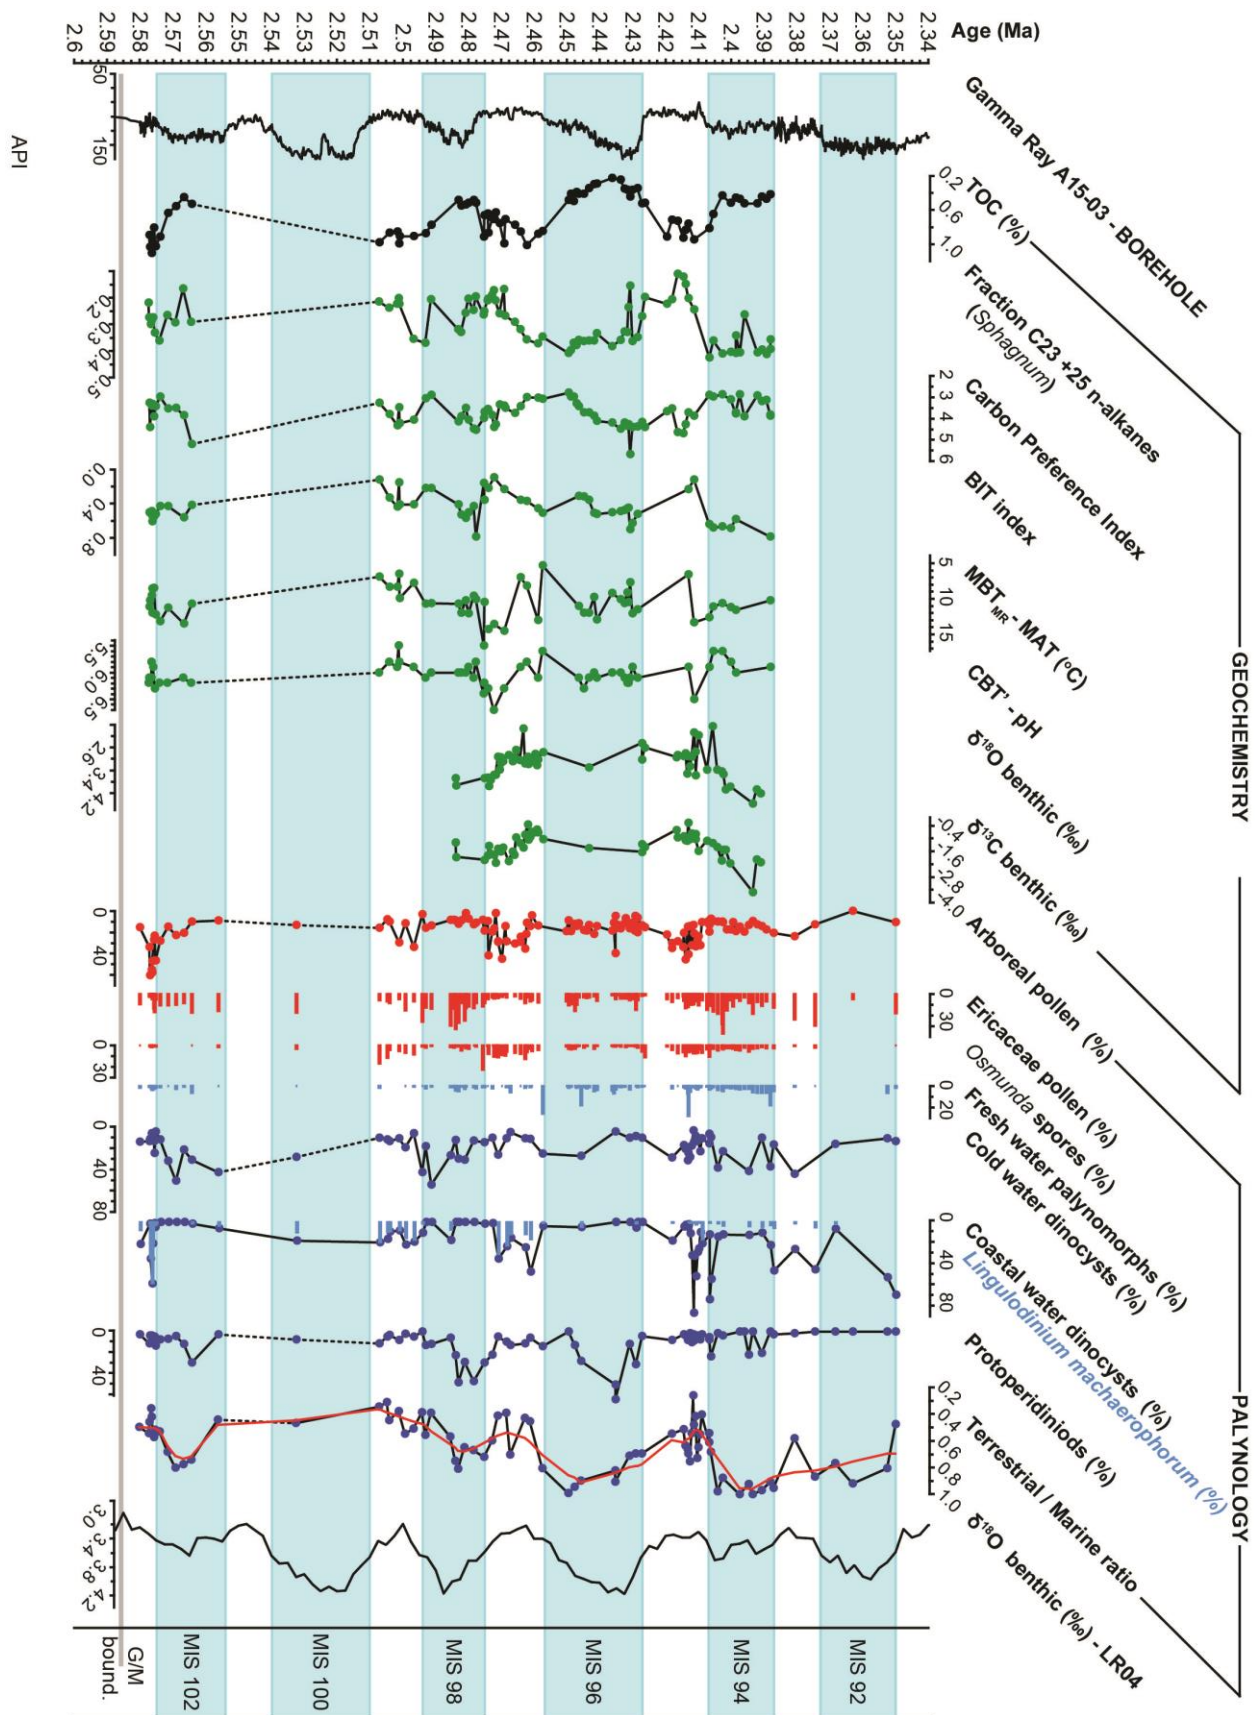 Age (Ma)
2.6
2.59
2.58
2.57
2.56
2.55
2.54
2.53
2.52
2.51
2.5
2.49
2.48
2.47
2.46
2.45
2.44
2.43
2.42
2.41
2.4
2.39
2.38
2.37
2.36
2.35
2.34
GEOCHEMISTRY
PALYNOLOGY
Gamma Ray A15-03 - BOREHOLE
50
150
API
TOC (%)
0.2
0.6
1.0
Fraction C23 +25 n-alkanes
(Sphagnum)
0.2
0.3
0.4
0.5
Carbon Preference Index
2
3
4
5
6
BIT index
0.0
0.4
0.8
MBT_MR - MAT (°C)
5
10
15
CBT' - pH
5.5
6.0
6.5
δ¹⁸O benthic (‰)
2.6
3.4
4.2
δ¹³C benthic (‰)
-0.4
-1.6
-2.8
-4.0
Arboreal pollen (%)
0
40
Ericaceae pollen (%)
0
30
Osmunda spores (%)
0
30
Fresh water palynomorphs (%)
0
20
Cold water dinocysts (%)
0
40
80
Coastal water dinocysts (%)
Lingulodinium machaerophorum (%)
0
40
80
Protoperidiniods (%)
0
40
Terrestrial / Marine ratio
0.2
0.4
0.6
0.8
1.0
δ¹⁸O benthic (‰) - LR04
3.0
3.4
3.8
4.2
G/M
bound.
MIS 102
MIS 100
MIS 98
MIS 96
MIS 94
MIS 92